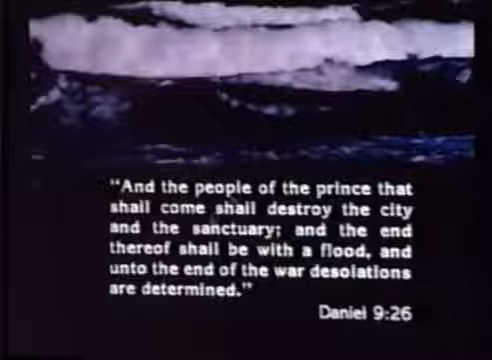 "And the people of the prince that
shall come shall destroy the city
and the sanctuary; and the end
thereof shall be with a flood, and
unto the end of the war desolations
are determined."
Daniel 9:26